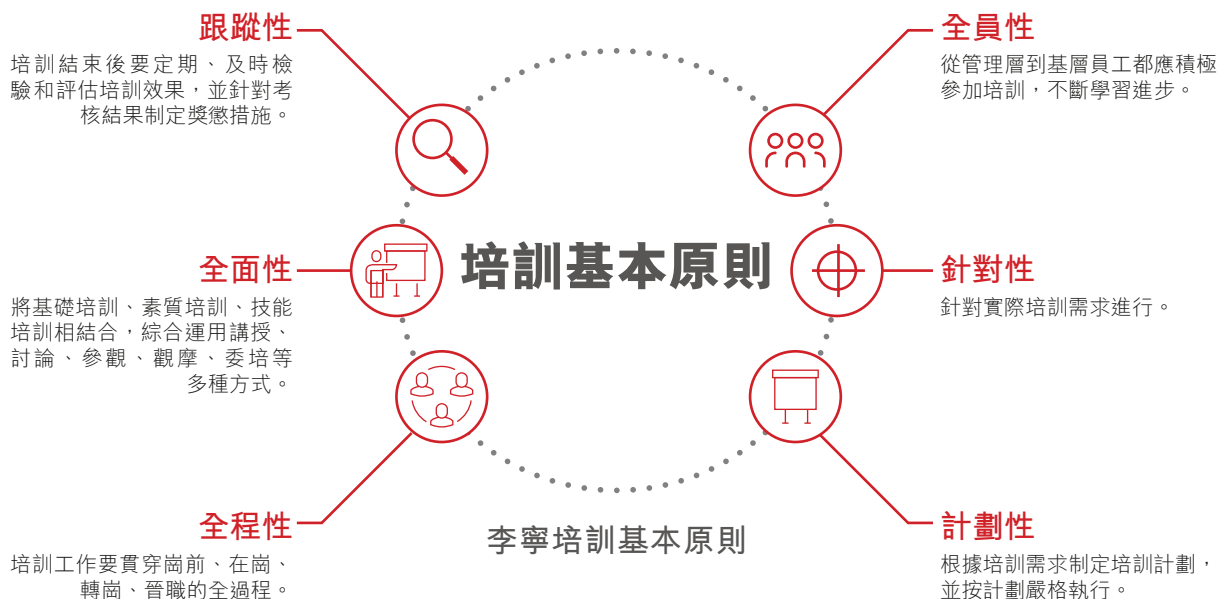 跟蹤性
培訓結束後要定期、及時檢
驗和評估培訓效果，並針對考
核結果制定獎懲措施。
全員性
從管理層到基層員工都應積極
參加培訓，不斷學習進步。
培訓基本原則
全面性
將基礎培訓、素質培訓、技能
培訓相結合，綜合運用講授、
討論、參觀、觀摩、委培等
多種方式。
針對性
針對實際培訓需求進行。
全程性
培訓工作要貫穿崗前、在崗、
轉崗、晉職的全過程。
李寧培訓基本原則
計劃性
根據培訓需求制定培訓計劃，
並按計劃嚴格執行。